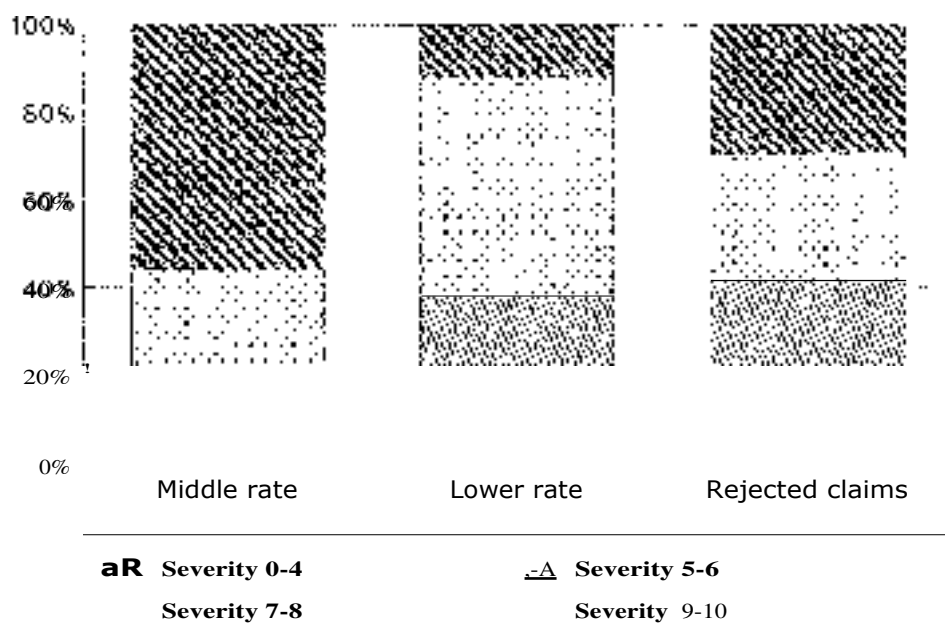 100%
80%
60%
40%
20%
0%
Middle rate Lower rate Rejected claims
aR Severity 0-4 .-A Severity 5-6
Severity 7-8 Severity 9-10